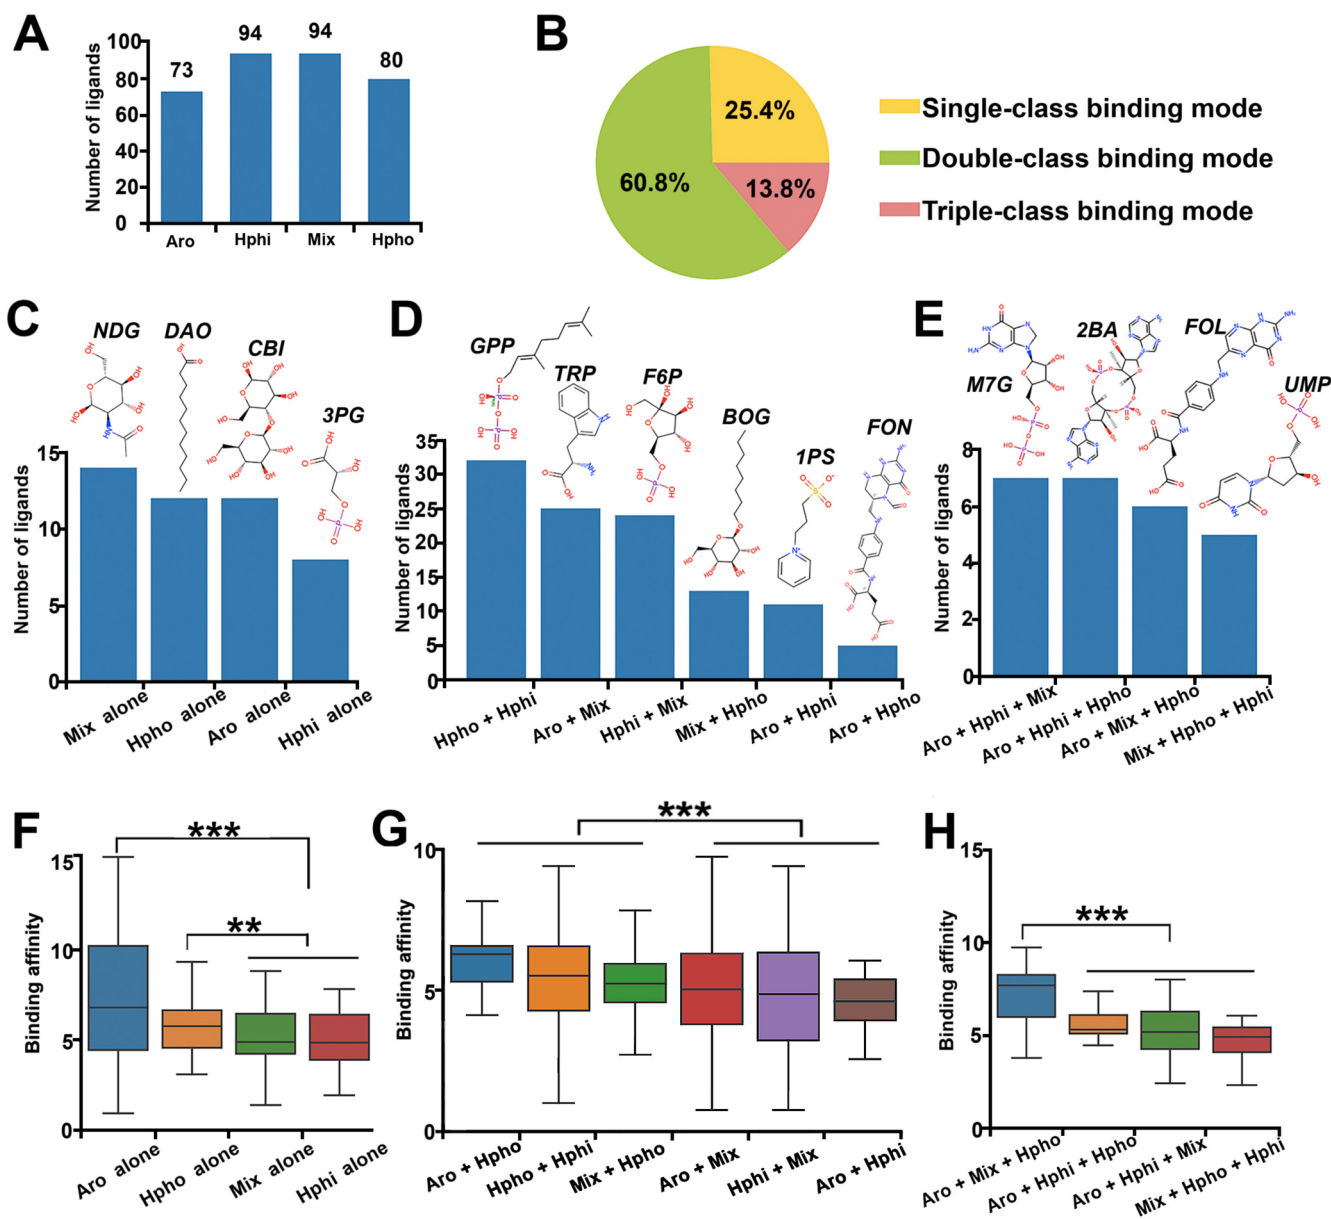 A
Number of ligands
100
80
60
40
20
0
73
94
94
80
Aro
Hphi
Mix
Hpho
B
25.4%
60.8%
13.8%
Single-class binding mode
Double-class binding mode
Triple-class binding mode
C
NDG
DAO
CBI
3PG
Number of ligands
15
10
5
0
Mix alone
Hpho alone
Aro alone
Hphi alone
D
GPP
TRP
F6P
BOG
1PS
FON
Number of ligands
35
30
25
20
15
10
5
0
Hpho + Hphi
Aro + Mix
Hphi + Mix
Mix + Hpho
Aro + Hphi
Aro + Hpho
E
M7G
2BA
FOL
UMP
Number of ligands
8
6
4
2
0
Aro + Hphi + Mix
Aro + Hphi + Hpho
Aro + Mix + Hpho
Mix + Hpho + Hphi
F
***
**
Binding affinity
15
10
5
0
Aro alone
Hpho alone
Mix alone
Hphi alone
G
***
Binding affinity
10
5
0
Aro + Hpho
Hpho + Hphi
Mix + Hpho
Aro + Mix
Hphi + Mix
Aro + Hphi
H
***
Binding affinity
15
10
5
0
Aro + Mix + Hpho
Aro + Hphi + Hpho
Aro + Hphi + Mix
Mix + Hpho + Hphi